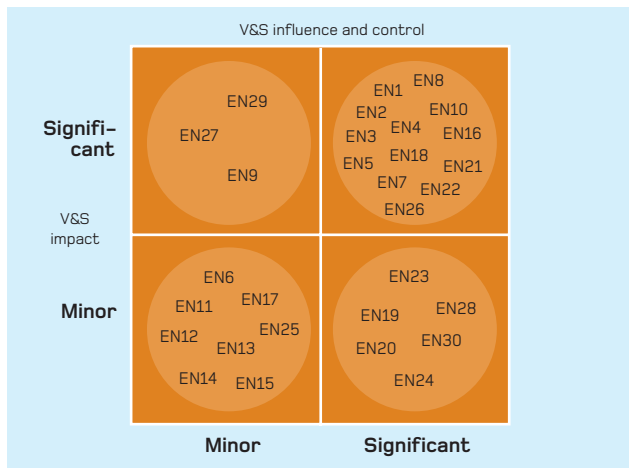 V&S influence and control
Signifi–
cant
EN29
EN27
EN9
EN8
EN1
EN2
EN10
EN3
EN4
EN16
EN5
EN18
EN21
EN7
EN22
EN26
V&S
impact
Minor
EN6
EN11
EN17
EN12
EN25
EN13
EN14
EN15
EN23
EN19
EN28
EN20
EN30
EN24
Minor
Significant